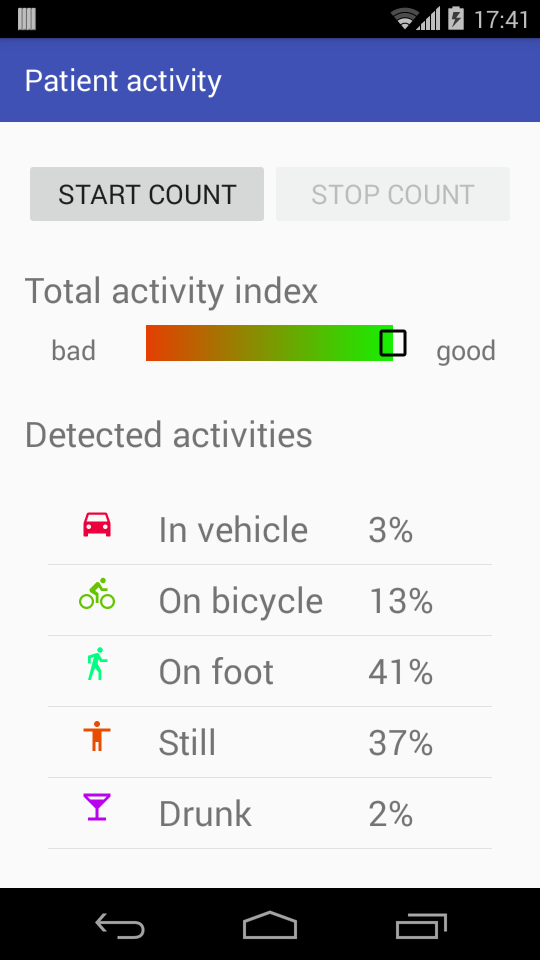 17:41
Patient activity
START COUNT STOP COUNT
Total activity index
bad good
Detected activities
In vehicle 3%
On bicycle 13%
On foot 41%
Still 37%
Drunk 2%